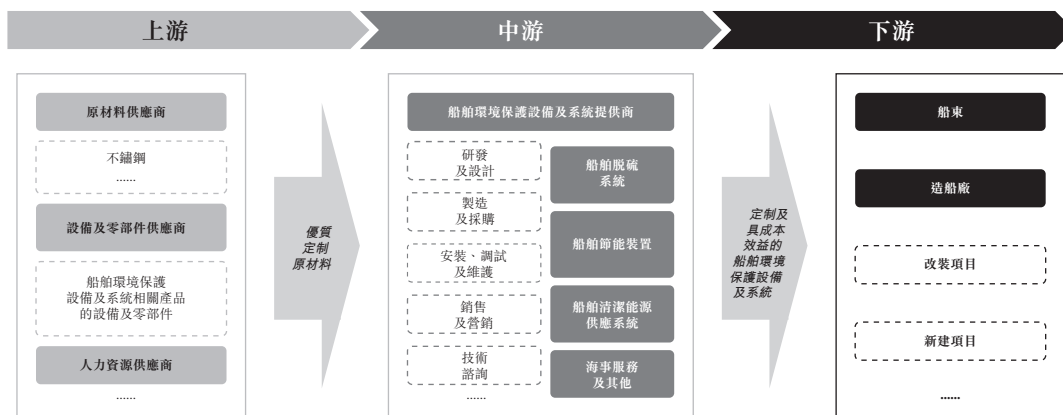 上游
中游
下游
原材料供應商
不鏽鋼
......
設備及零部件供應商
船舶環境保護
設備及系統相關產品
的設備及零部件
人力資源供應商
......
優質
定制
原材料
船舶環境保護設備及系統提供商
研發
及設計
製造
及採購
安裝、調試
及維護
銷售
及營銷
技術
諮詢
......
船舶脫硫
系統
船舶節能裝置
船舶清潔能源
供應系統
海事服務
及其他
定制及
具成本
效益的
船舶環境
保護設備
及系統
船東
造船廠
改裝項目
新建項目
......